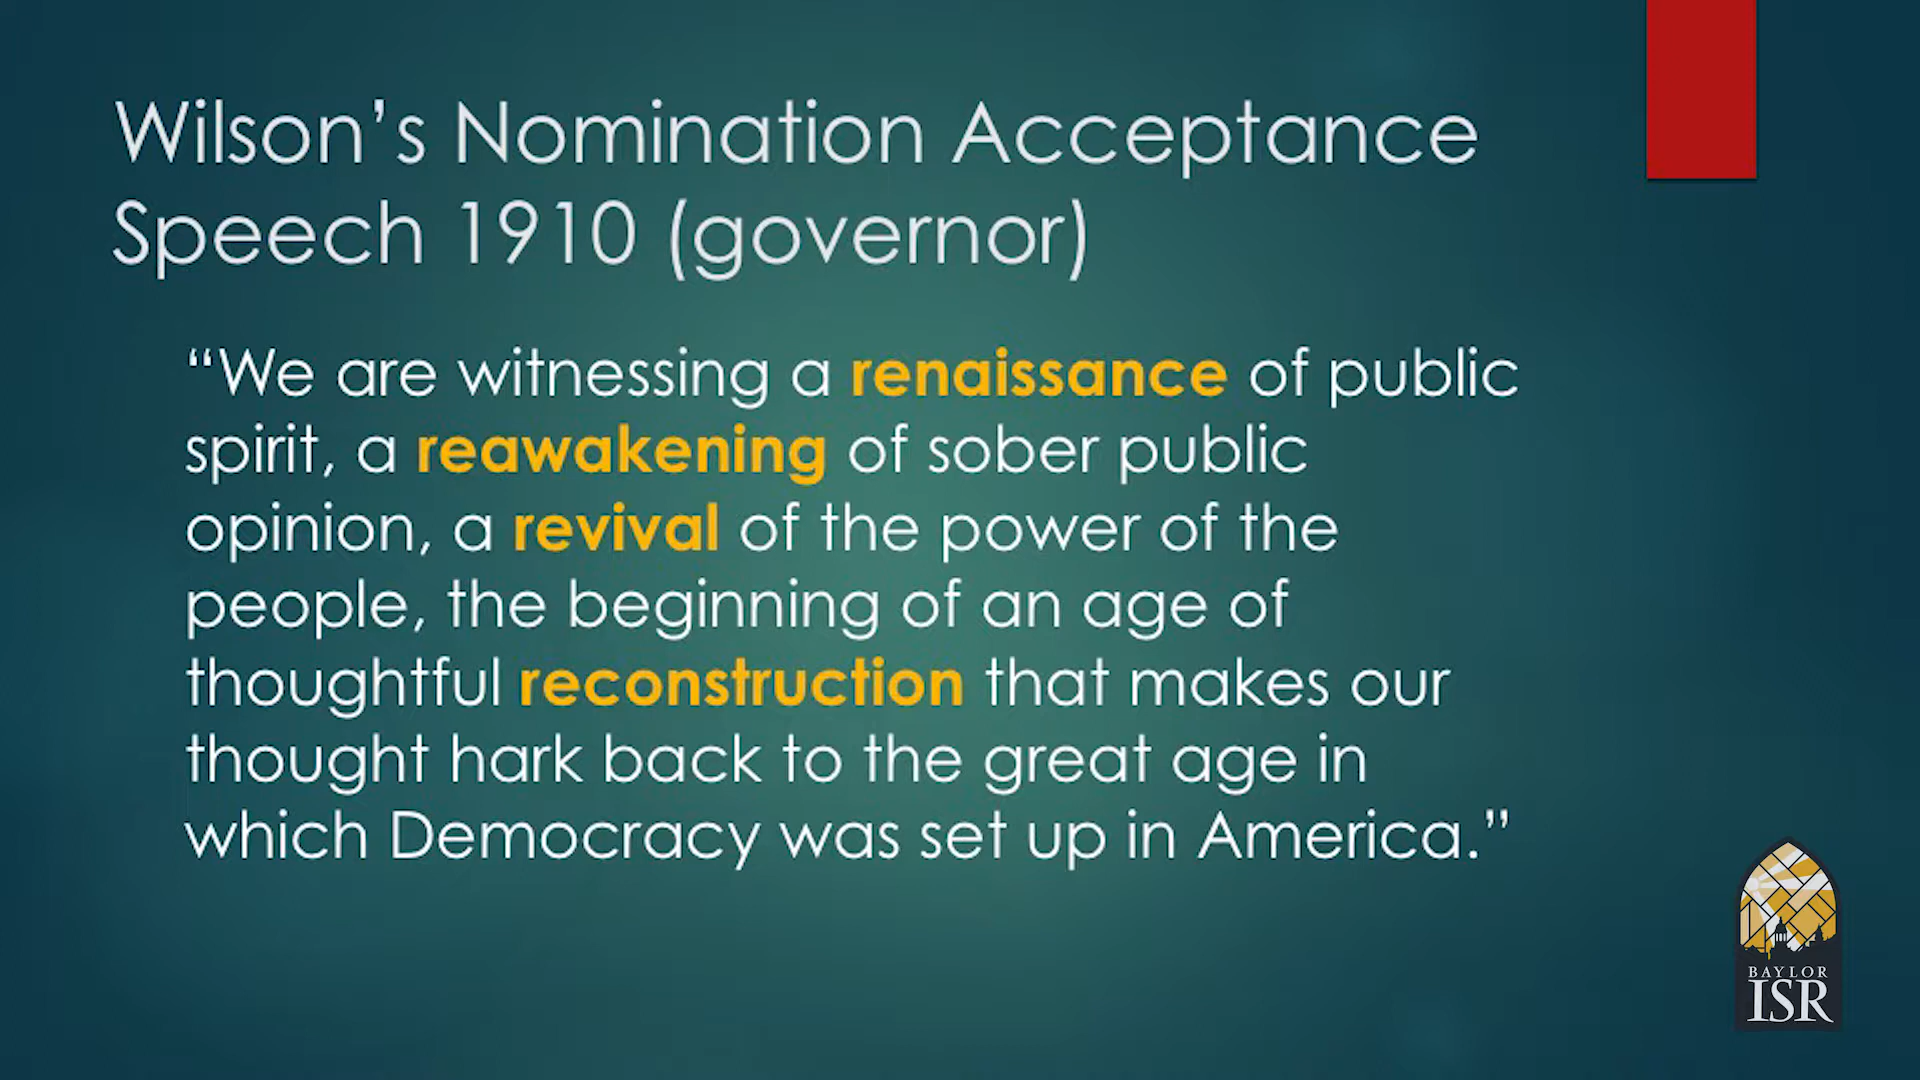 Wilson’s Nomination Acceptance
Speech 1910 (governor)
“We are witnessing a renaissance of public
spirit, a reawakening of sober public
opinion, a revival of the power of the
people, the beginning of an age of
thoughtful reconstruction that makes our
thought hark back to the great age in
which Democracy was set up in America.”
BAYLOR
ISR